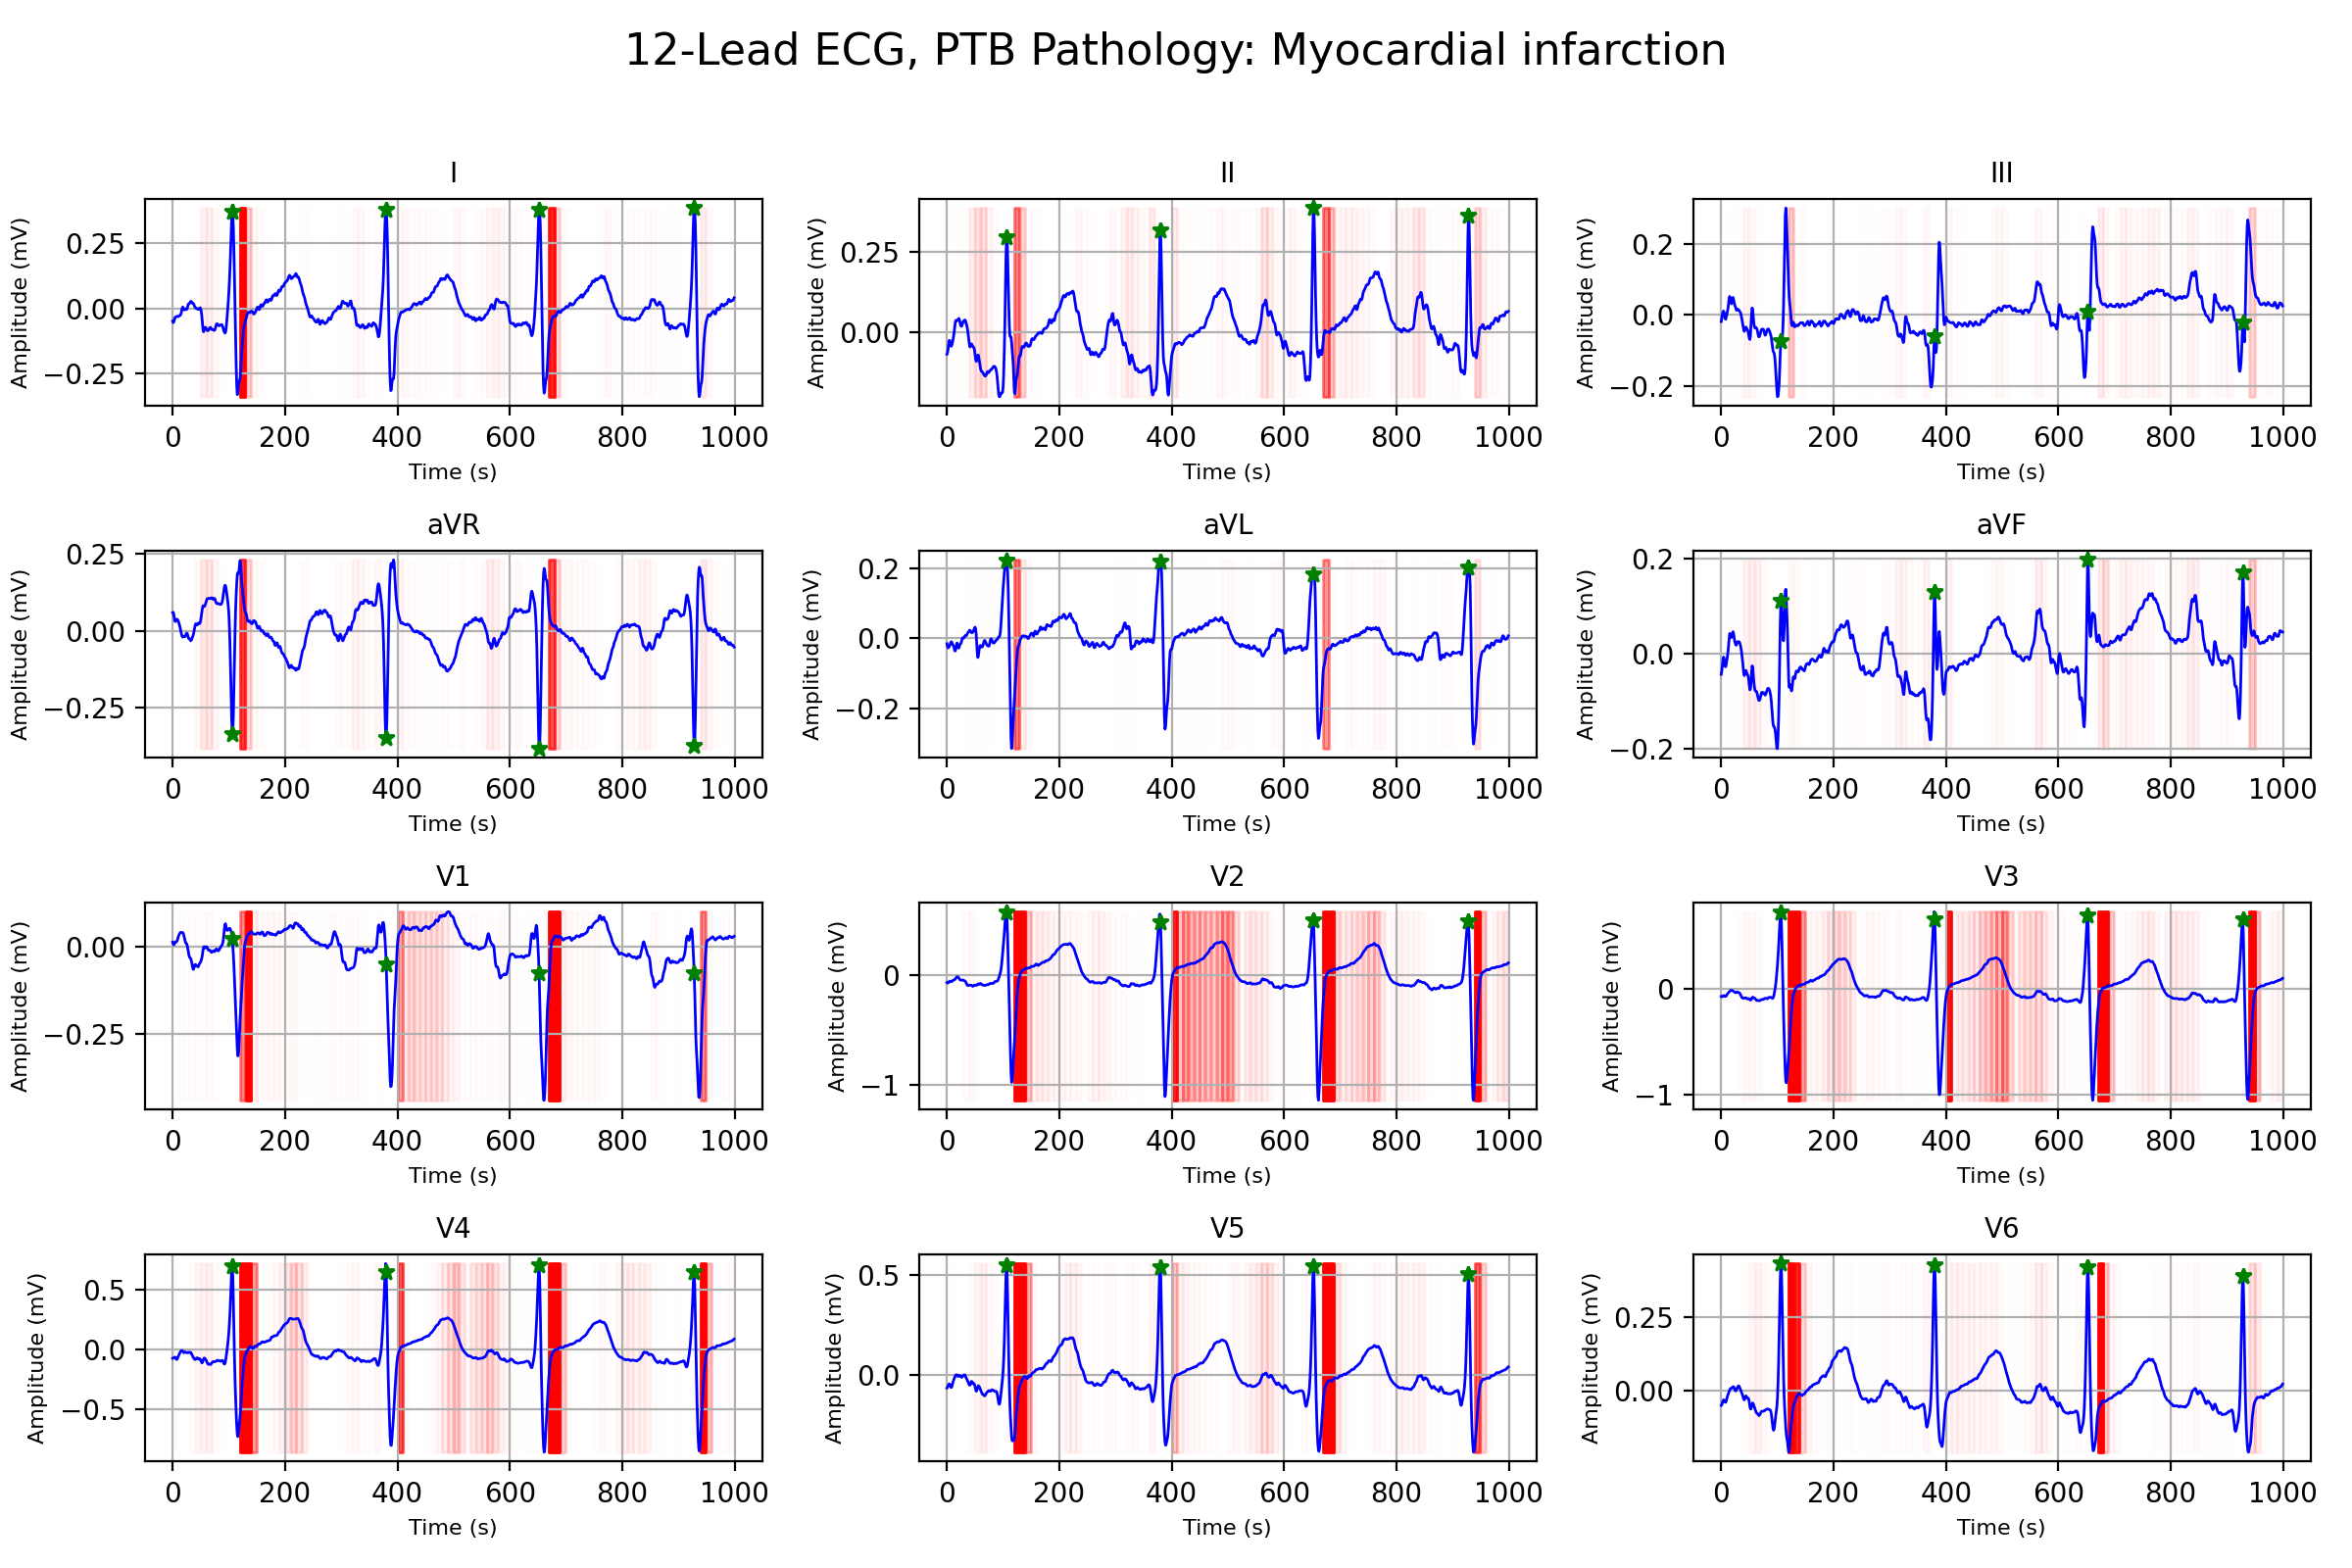 12-Lead ECG, PTB Pathology: Myocardial infarction
I
II
III
Amplitude (mV)
0.25
0.00
−0.25
0 200 400 600 800 1000
Time (s)
Amplitude (mV)
0.25
0.00
0 200 400 600 800 1000
Time (s)
Amplitude (mV)
0.2
0.0
−0.2
0 200 400 600 800 1000
Time (s)
aVR
aVL
aVF
Amplitude (mV)
0.25
0.00
−0.25
0 200 400 600 800 1000
Time (s)
Amplitude (mV)
0.2
0.0
−0.2
0 200 400 600 800 1000
Time (s)
Amplitude (mV)
0.2
0.0
−0.2
0 200 400 600 800 1000
Time (s)
V1
V2
V3
Amplitude (mV)
0.00
−0.25
0 200 400 600 800 1000
Time (s)
Amplitude (mV)
0
−1
0 200 400 600 800 1000
Time (s)
Amplitude (mV)
0
−1
0 200 400 600 800 1000
Time (s)
V4
V5
V6
Amplitude (mV)
0.5
0.0
−0.5
0 200 400 600 800 1000
Time (s)
Amplitude (mV)
0.5
0.0
0 200 400 600 800 1000
Time (s)
Amplitude (mV)
0.25
0.00
0 200 400 600 800 1000
Time (s)